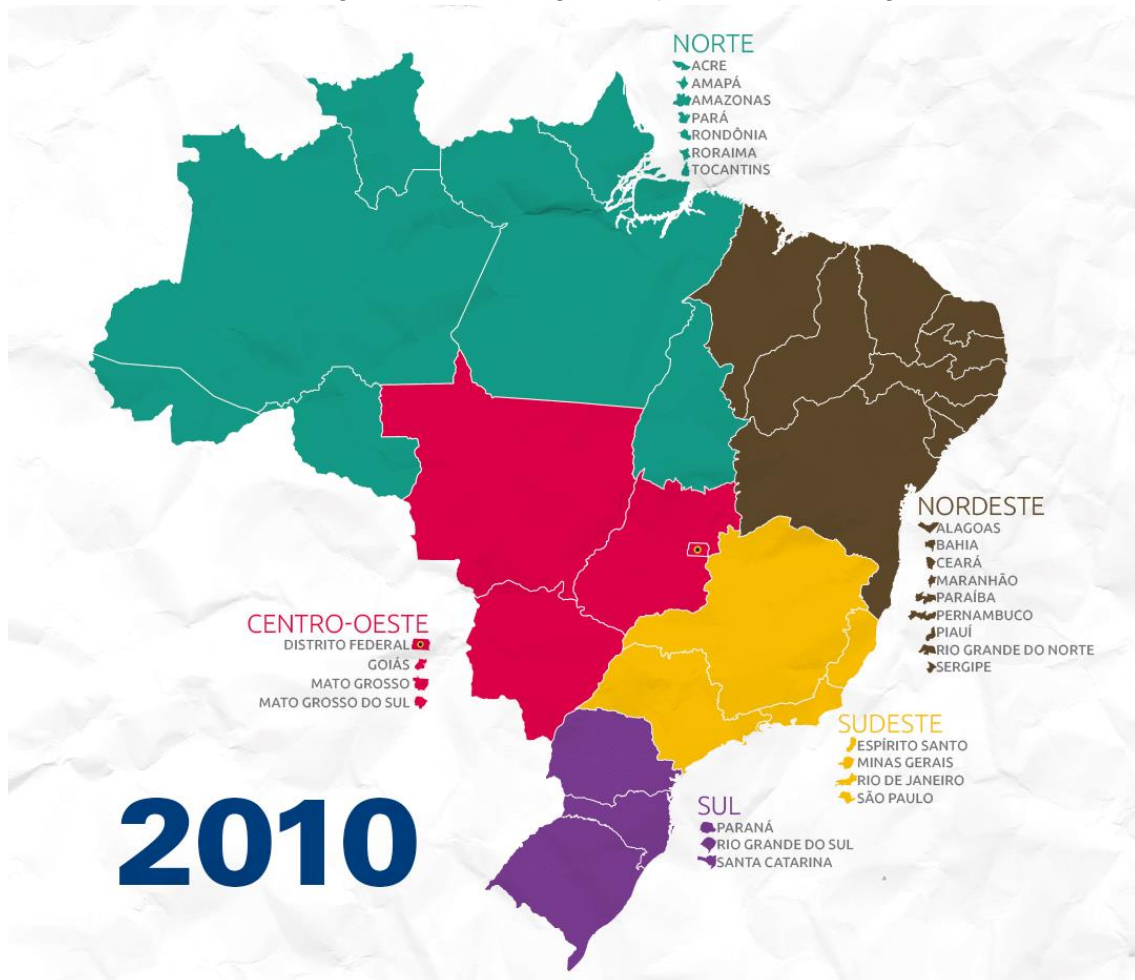 NORTE
ACRE
AMAPÁ
AMAZONAS
PARÁ
RONDÔNIA
RORAIMA
TOCANTINS
NORDESTE
ALAGOAS
BAHIA
CEARÁ
MARANHÃO
PARAÍBA
PERNAMBUCO
PIAUÍ
RIO GRANDE DO NORTE
SERGIPE
CENTRO-OESTE
DISTRITO FEDERAL
GOIÁS
MATO GROSSO
MATO GROSSO DO SUL
SUDESTE
ESPÍRITO SANTO
MINAS GERAIS
RIO DE JANEIRO
SÃO PAULO
SUL
PARANÁ
RIO GRANDE DO SUL
SANTA CATARINA
2010